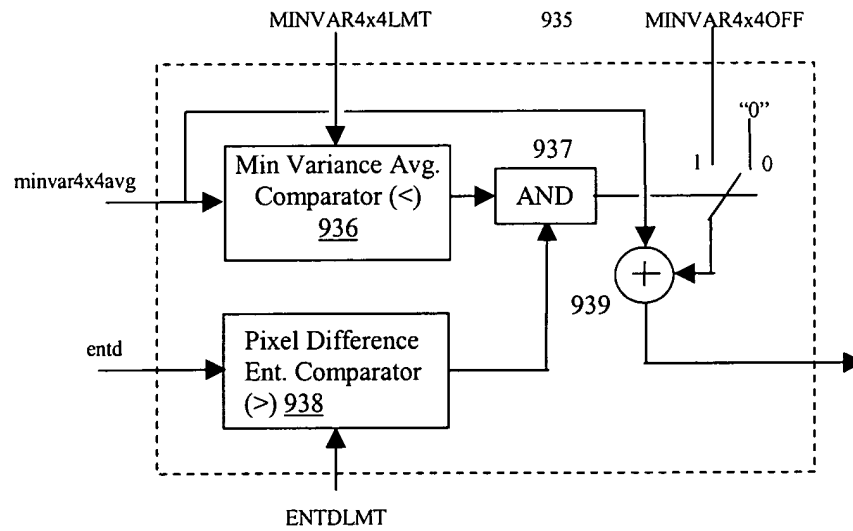 MINVAR4x4LMT
935
MINVAR4x4OFF
"0"
937
1
0
minvar4x4avg
Min Variance Avg.
Comparator (<)
936
AND
+
939
entd
Pixel Difference
Ent. Comparator
(>) 938
ENTDLMT